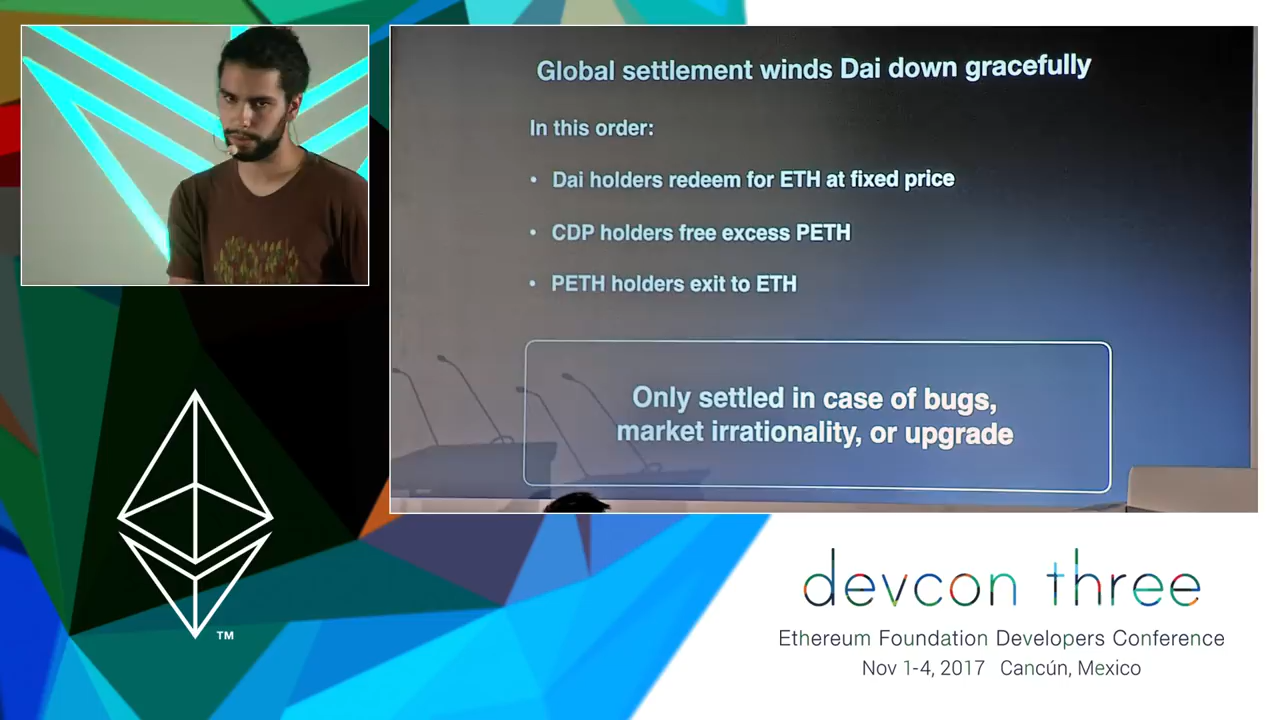 Global settlement winds Dai down gracefully
In this order:
• Dai holders redeem for ETH at fixed price
• CDP holders free excess PETH
• PETH holders exit to ETH
Only settled in case of bugs,
market irrationality, or upgrade
TM
devcon three
Ethereum Foundation Developers Conference
Nov 1-4, 2017 Cancún, Mexico